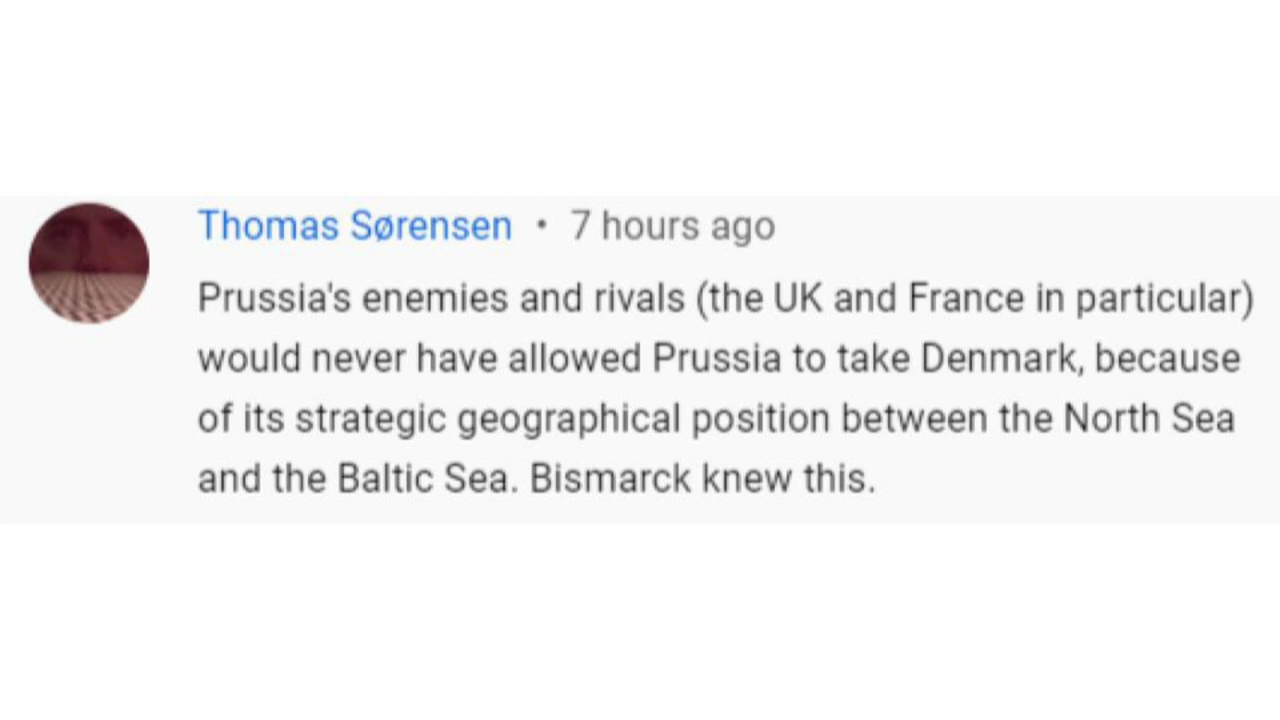 Thomas Sørensen • 7 hours ago
Prussia's enemies and rivals (the UK and France in particular)
would never have allowed Prussia to take Denmark, because
of its strategic geographical position between the North Sea
and the Baltic Sea. Bismarck knew this.